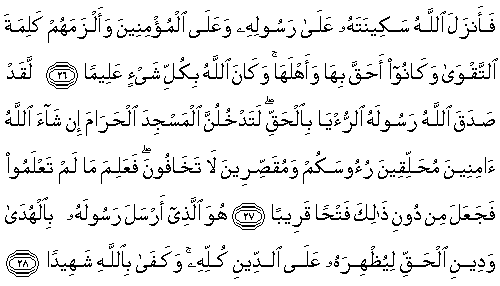 فَأَنزَلَ ٱللَّهُ سَكِينَتَهُۥ عَلَىٰ رَسُولِهِۦ وَعَلَى ٱلْمُؤْمِنِينَ وَأَلْزَمَهُمْ كَلِمَةَ
ٱلتَّقْوَىٰ وَكَانُوٓا۟ أَحَقَّ بِهَا وَأَهْلَهَا ۚ وَكَانَ ٱللَّهُ بِكُلِّ شَىْءٍ عَلِيمًا ٢٦ لَّقَدْ
صَدَقَ ٱللَّهُ رَسُولَهُ ٱلرُّءْيَا بِٱلْحَقِّ ۖ لَتَدْخُلُنَّ ٱلْمَسْجِدَ ٱلْحَرَامَ إِن شَآءَ ٱللَّهُ
ءَامِنِينَ مُحَلِّقِينَ رُءُوسَكُمْ وَمُقَصِّرِينَ لَا تَخَافُونَ ۖ فَعَلِمَ مَا لَمْ تَعْلَمُوا۟
فَجَعَلَ مِن دُونِ ذَٰلِكَ فَتْحًا قَرِيبًا ٢٧ هُوَ ٱلَّذِىٓ أَرْسَلَ رَسُولَهُۥ بِٱلْهُدَىٰ
وَدِينِ ٱلْحَقِّ لِيُظْهِرَهُۥ عَلَى ٱلدِّينِ كُلِّهِۦ ۚ وَكَفَىٰ بِٱللَّهِ شَهِيدًا ٢٨